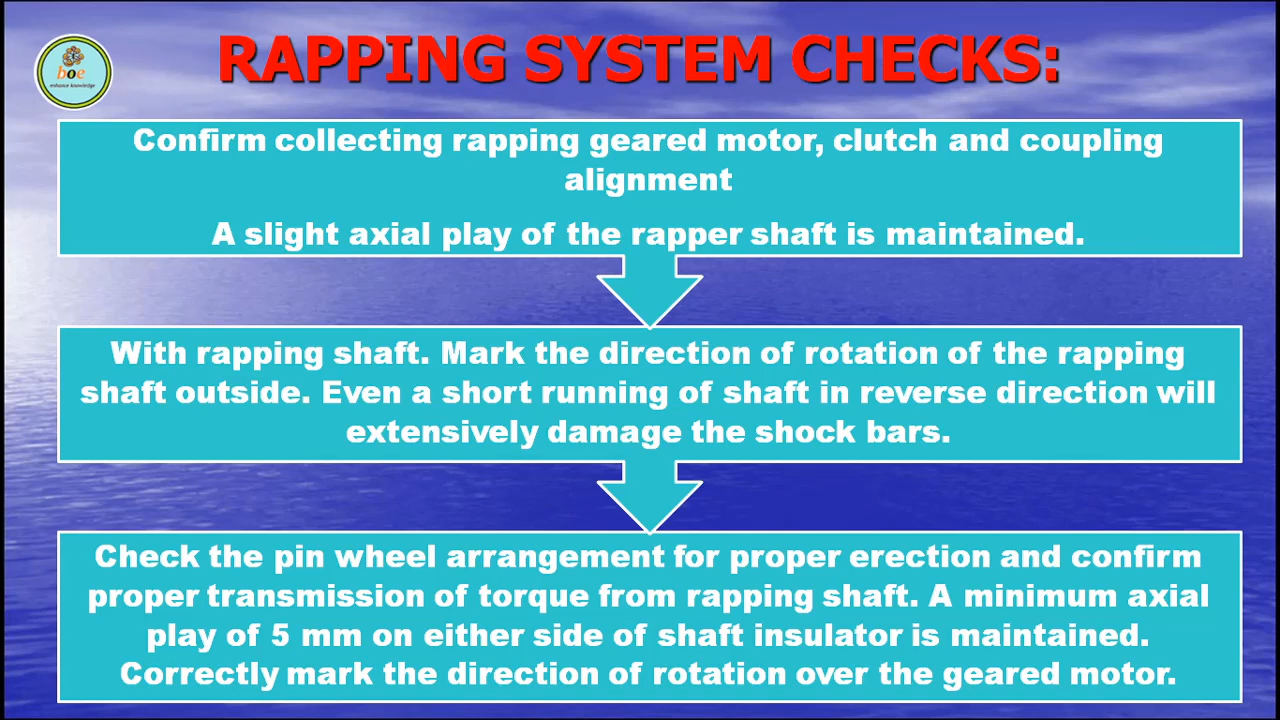 RAPPING SYSTEM CHECKS:
boe
enhance knowledge
Confirm collecting rapping geared motor, clutch and coupling
alignment
A slight axial play of the rapper shaft is maintained.
With rapping shaft. Mark the direction of rotation of the rapping
shaft outside. Even a short running of shaft in reverse direction will
extensively damage the shock bars.
Check the pin wheel arrangement for proper erection and confirm
proper transmission of torque from rapping shaft. A minimum axial
play of 5 mm on either side of shaft insulator is maintained.
Correctly mark the direction of rotation over the geared motor.